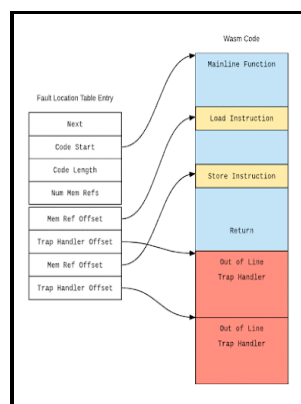 Wasm Code
Mainline Function
Fault Location Table Entry
Next
Load Instruction
Code Start
Code Length
Store Instruction
Num Mem Refs
Mem Ref Offset
Return
Trap Handler Offset
Mem Ref Offset
Out of Line
Trap Handler
Trap Handler Offset
Out of Line
Trap Handler